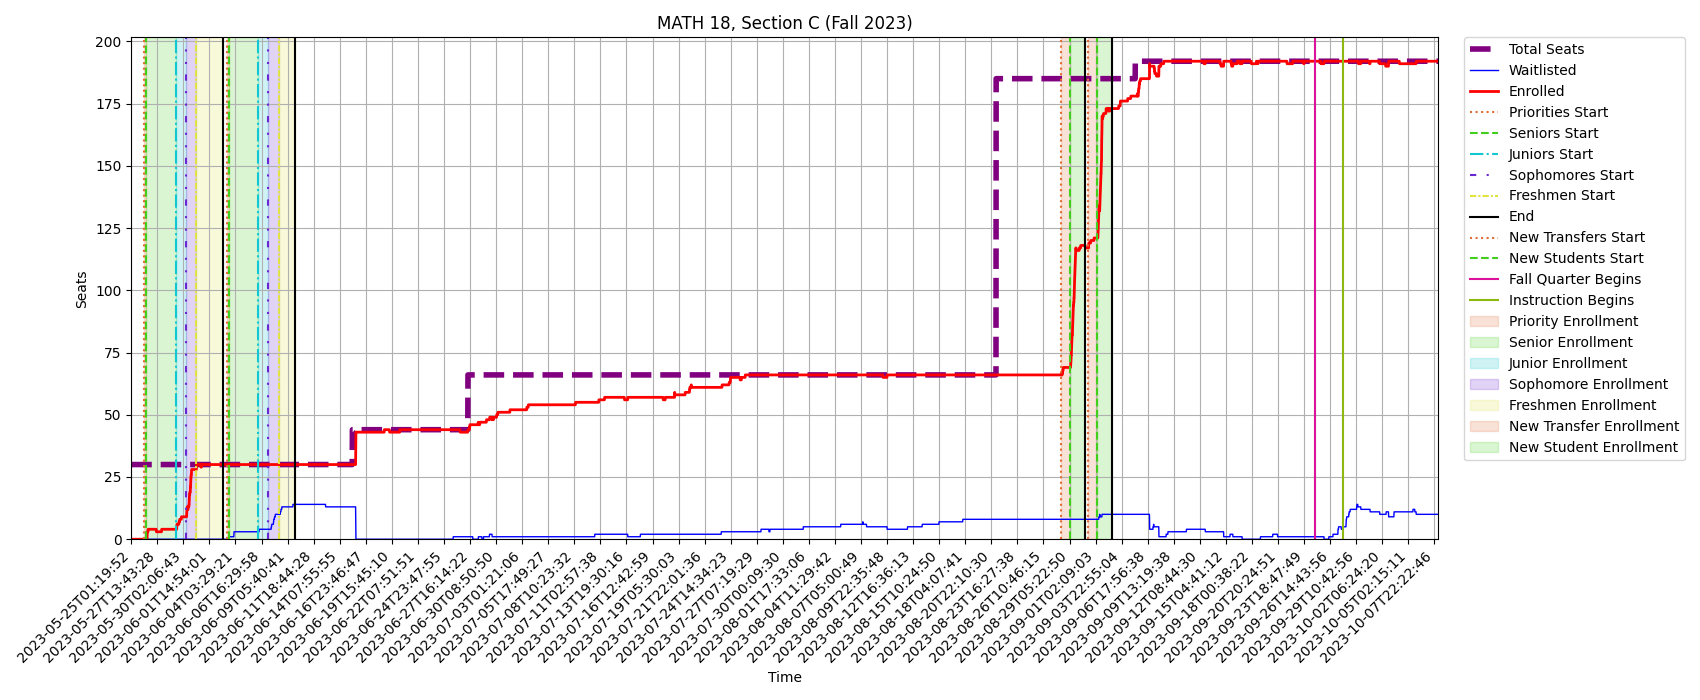 MATH 18, Section C (Fall 2023)
200
175
150
125
100
75
50
25
0
Seats
2023-05-25T01:19:52
2023-05-27T13:43:28
2023-05-30T02:06:43
2023-06-01T14:54:01
2023-06-04T03:29:21
2023-06-06T16:29:58
2023-06-09T05:40:41
2023-06-11T18:44:28
2023-06-14T07:55:55
2023-06-16T23:46:47
2023-06-19T15:45:10
2023-06-22T07:51:51
2023-06-24T23:47:55
2023-06-27T16:14:22
2023-06-30T08:50:50
2023-07-03T01:21:06
2023-07-05T17:49:27
2023-07-08T10:23:32
2023-07-11T02:57:38
2023-07-13T19:30:16
2023-07-16T12:42:59
2023-07-19T05:30:03
2023-07-21T22:01:36
2023-07-24T14:34:23
2023-07-27T07:19:29
2023-07-30T00:09:30
2023-08-01T17:33:06
2023-08-04T11:29:42
2023-08-07T05:00:49
2023-08-09T22:35:48
2023-08-12T16:36:13
2023-08-15T10:24:50
2023-08-18T04:07:41
2023-08-20T22:10:30
2023-08-23T16:27:38
2023-08-26T10:46:15
2023-08-29T05:22:50
2023-09-01T02:09:03
2023-09-03T22:55:04
2023-09-06T17:56:38
2023-09-09T13:19:38
2023-09-12T08:44:30
2023-09-15T04:41:12
2023-09-18T00:38:22
2023-09-20T20:24:51
2023-09-23T18:47:49
2023-09-26T14:43:56
2023-09-29T10:42:56
2023-10-02T06:24:20
2023-10-05T02:15:11
2023-10-07T22:22:46
Time
Total Seats
Waitlisted
Enrolled
Priorities Start
Seniors Start
Juniors Start
Sophomores Start
Freshmen Start
End
New Transfers Start
New Students Start
Fall Quarter Begins
Instruction Begins
Priority Enrollment
Senior Enrollment
Junior Enrollment
Sophomore Enrollment
Freshmen Enrollment
New Transfer Enrollment
New Student Enrollment